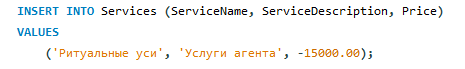 INSERT INTO Services (ServiceName, ServiceDescription, Price)
VALUES
('Ритуальные уси', 'Услуги агента', -15000.00);